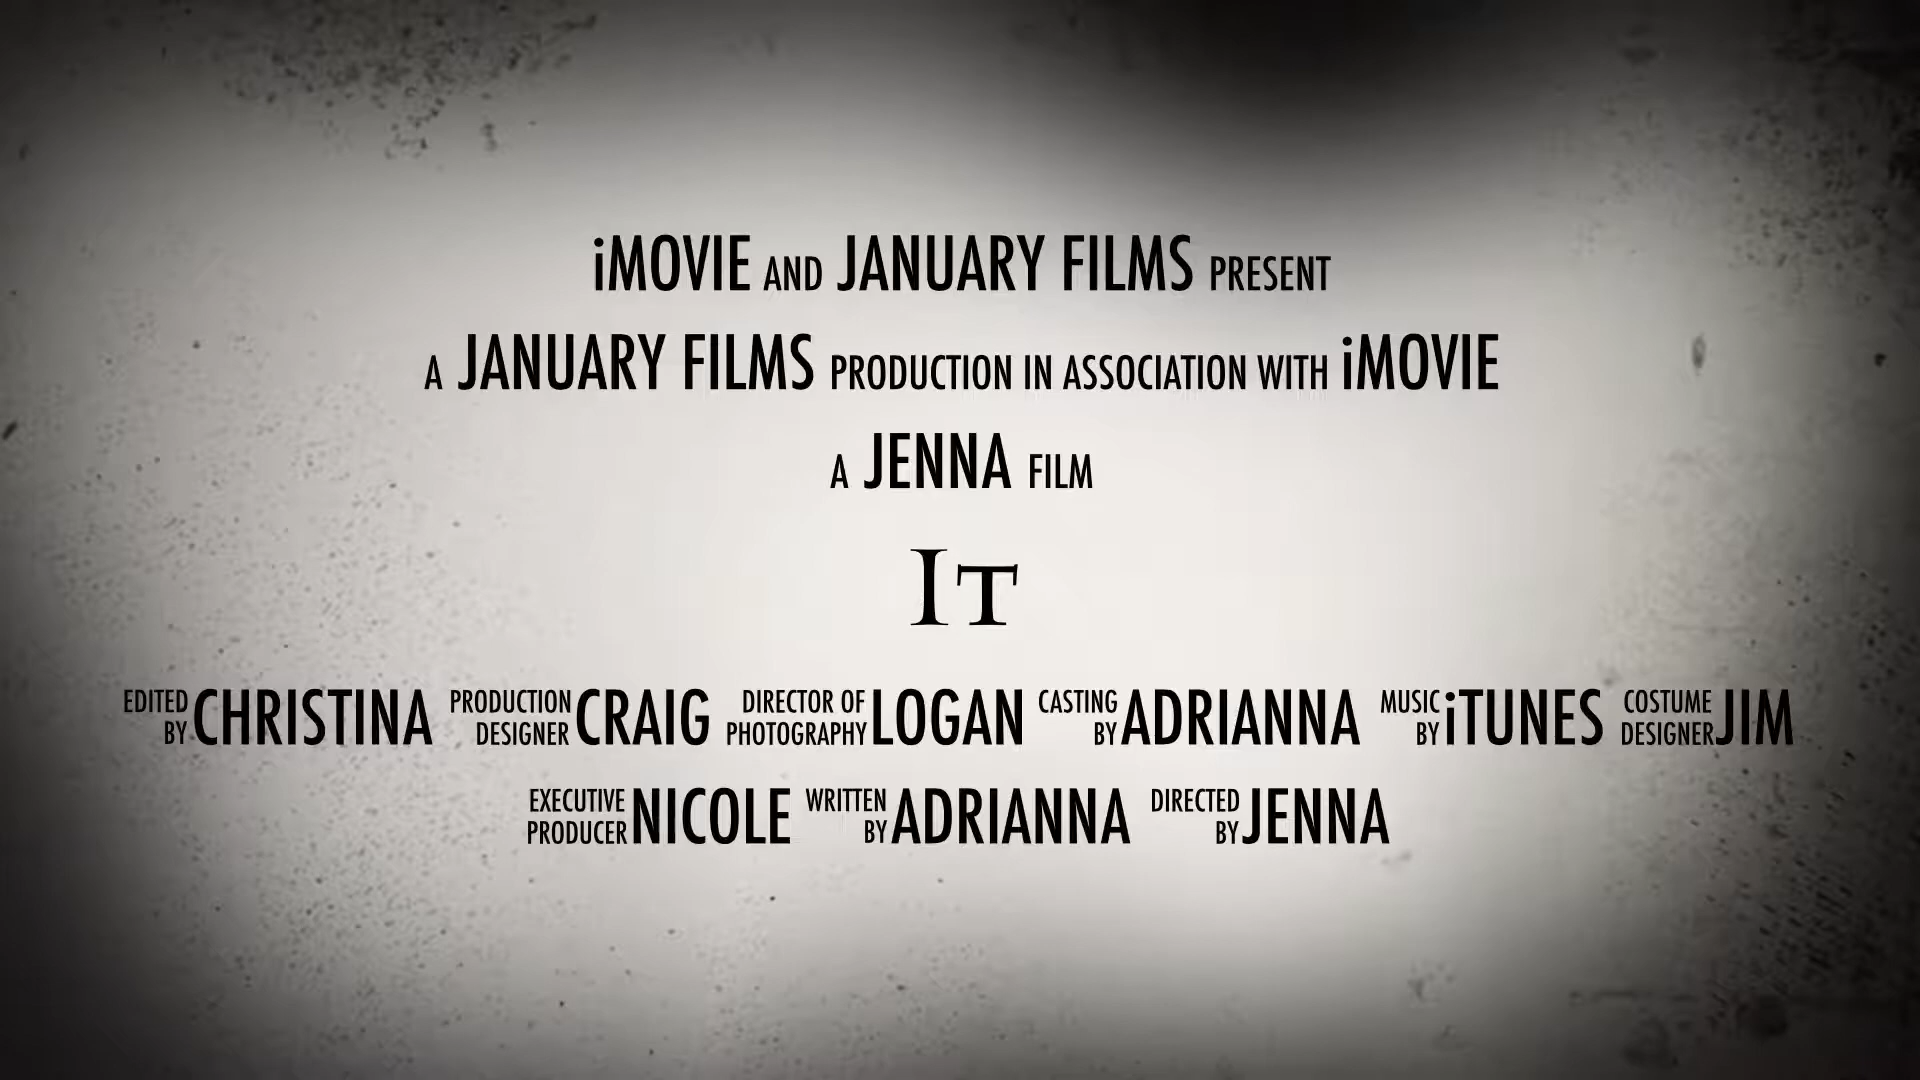 iMOVIE AND JANUARY FILMS PRESENT
A JANUARY FILMS PRODUCTION IN ASSOCIATION WITH iMOVIE
A JENNA FILM
IT
EDITED BY CHRISTINA PRODUCTION DESIGNER CRAIG DIRECTOR OF PHOTOGRAPHY LOGAN CASTING BY ADRIANNA MUSIC BY iTUNES COSTUME DESIGNER JIM
EXECUTIVE PRODUCER NICOLE WRITTEN BY ADRIANNA DIRECTED BY JENNA